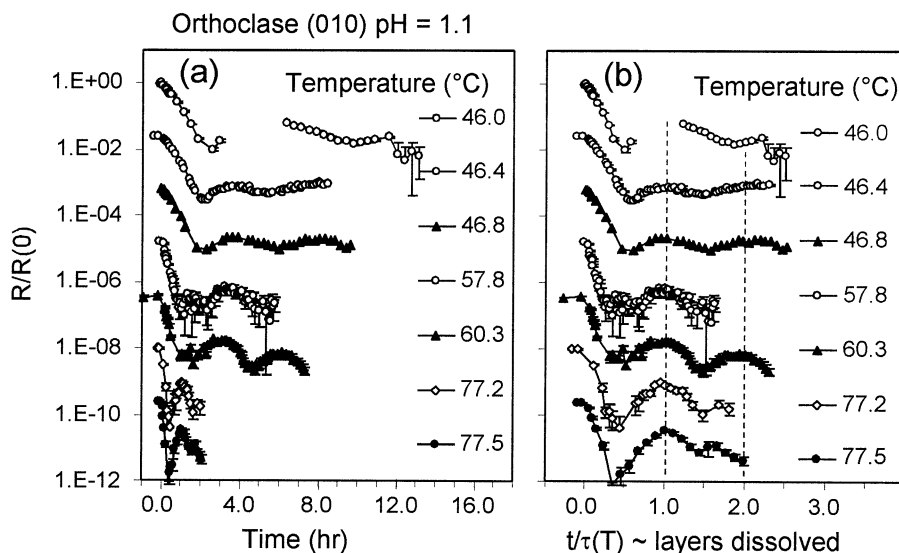 Orthoclase (010) pH = 1.1
R/R(0)
1.E+00
1.E-02
1.E-04
1.E-06
1.E-08
1.E-10
1.E-12
(a)
Temperature (°C)
46.0
46.4
46.8
57.8
60.3
77.2
77.5
0.0 4.0 8.0 12.0 16.0
Time (hr)
(b)
Temperature (°C)
46.0
46.4
46.8
57.8
60.3
77.2
77.5
0.0 1.0 2.0 3.0
t/τ(T) ~ layers dissolved